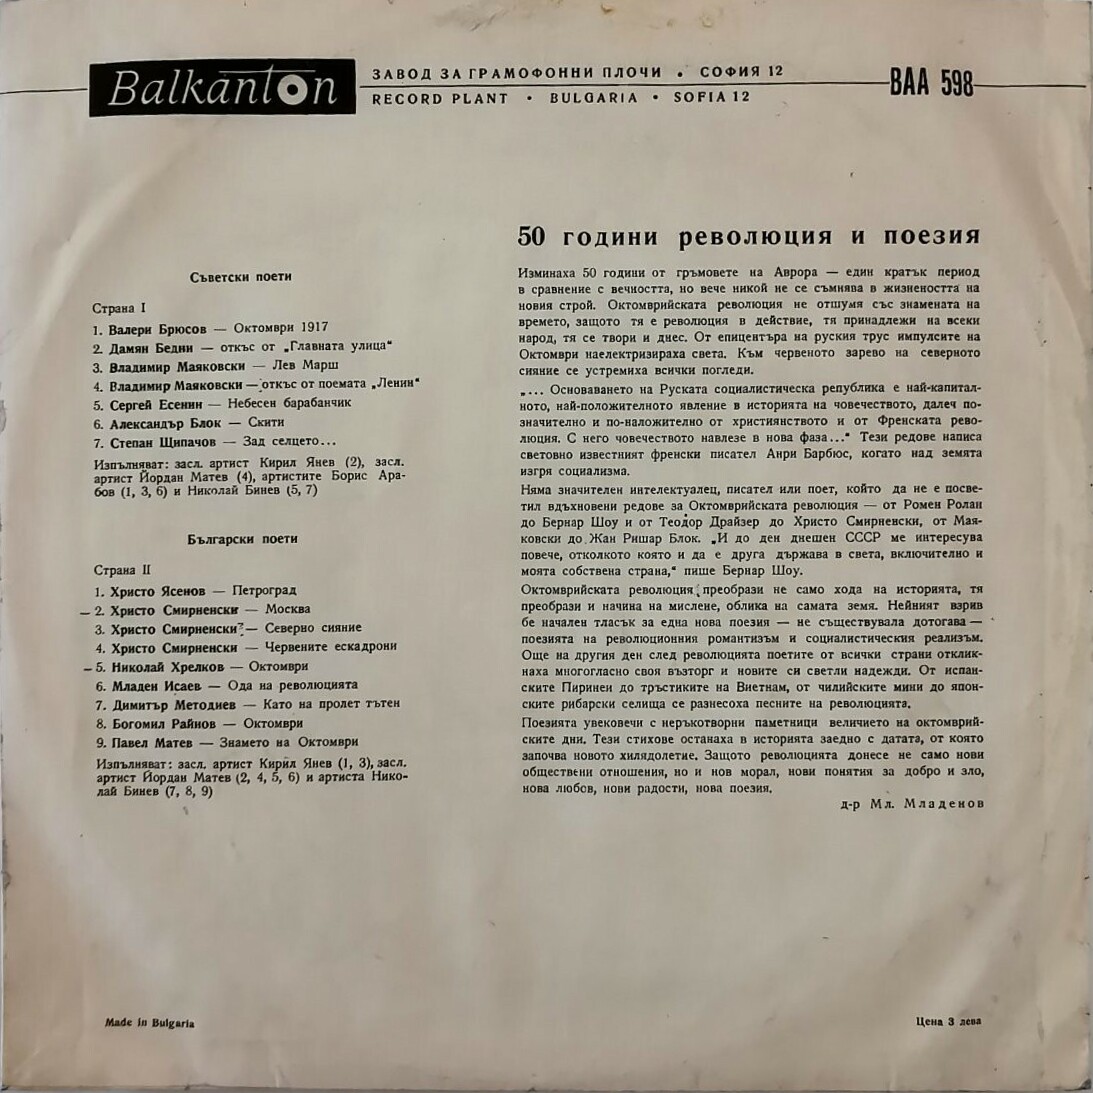 Balkanton
ЗАВОД ЗА ГРАМОФОННИ ПЛОЧИ • СОФИЯ 12
RECORD PLANT • BULGARIA • SOFIA 12
ВАА 598
Съветски поети
Страна I
1. Валери Брюсов — Октомври 1917
2. Дамян Бедни — откъс от „Главната улица“
3. Владимир Маяковски — Лев Марш
4. Владимир Маяковски — откъс от поемата „Ленин“
5. Сергей Есенин — Небесен барабанчик
6. Александър Блок — Скити
7. Степан Щипачов — Зад селцето...
Изпълняват: засл. артист Кирил Янев (2), засл.
артист Йордан Матев (4), артистите Борис Ара-
бов (1, 3, 6) и Николай Бинев (5, 7)
Български поети
Страна II
1. Христо Ясенов — Петроград
2. Христо Смирненски — Москва
3. Христо Смирненски — Северно сияние
4. Христо Смирненски — Червените ескадрони
5. Николай Хрелков — Октомври
6. Младен Исаев — Ода на революцията
7. Димитър Методиев — Като на пролет тътен
8. Богомил Райнов — Октомври
9. Павел Матев — Знамето на Октомври
Изпълняват: засл. артист Кирил Янев (1, 3), засл.
артист Йордан Матев (2, 4, 5, 6) и артиста Нико-
лай Бинев (7, 8, 9)
50 години революция и поезия
Изминаха 50 години от гръмовете на Аврора — един кратък период
в сравнение с вечността, но вече никой не се съмнява в жизнеността на
новия строй. Октомврийската революция не отшумя със знамената на
времето, защото тя е революция в действие, тя принадлежи на всеки
народ, тя се твори и днес. От епицентъра на руския трус импулсите на
Октомври наелектризираха света. Към червеното зарево на северното
сияние се устремиха всички погледи.
„... Основаването на Руската социалистическа република е най-капитал-
ното, най-положителното явление в историята на човечеството, далеч по-
значително и по-наложително от християнството и от Френската рево-
люция. С него човечеството навлезе в нова фаза...“ Тези редове написа
световно известният френски писател Анри Барбюс, когато над земята
изгря социализма.
Няма значителен интелектуалец, писател или поет, който да не е посве-
тил вдъхновени редове за Октомврийската революция — от Ромен Ролан
до Бернар Шоу и от Теодор Драйзер до Христо Смирневски, от Мая-
ковски до Жан Ришар Блок. „И до ден днешен СССР ме интересува
повече, отколкото която и да е друга държава в света, включително и
моята собствена страна,“ пише Бернар Шоу.
Октомврийската революция преобрази не само хода на историята, тя
преобрази и начина на мислене, облика на самата земя. Нейният взрив
бе начален тласък за една нова поезия — не съществувала дотогава —
поезията на революционния романтизъм и социалистическия реализъм.
Още на другия ден след революцията поетите от всички страни отклик-
наха многогласно своя възторг и новите си светли надежди. От испан-
ските Пиринеи до тръстиките на Виетнам, от чилийските мини до япон-
ските рибарски селища се разнесоха песните на революцията.
Поезията увековечи с неръкотворни паметници величието на октомврий-
ските дни. Тези стихове останаха в историята заедно с датата, от която
започва новото хилядолетие. Защото революцията донесе не само нови
обществени отношения, но и нов морал, нови понятия за добро и зло,
нова любов, нови радости, нова поезия.
д-р Мл. Младенов
Made in Bulgaria
Цена 3 лева